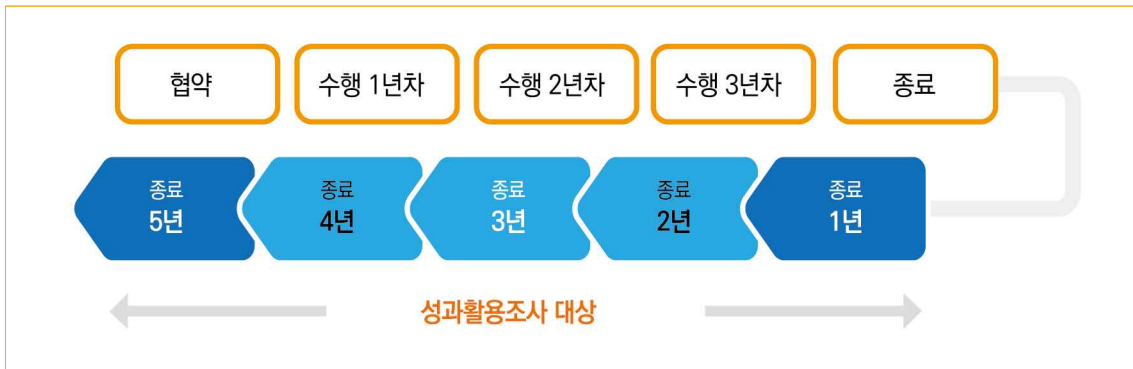 협약
수행 1년차
수행 2년차
수행 3년차
종료
종료
5년
종료
4년
종료
3년
종료
2년
종료
1년
성과활용조사 대상